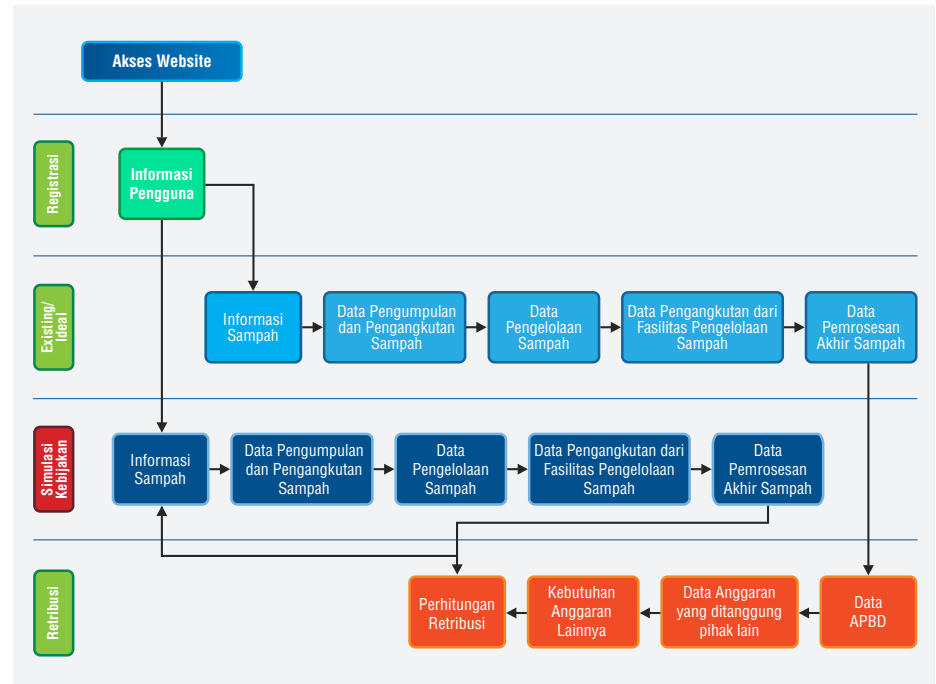 Akses Website
Registrasi
Informasi
Pengguna
Existing/
Ideal
Informasi
Sampah
Data Pengumpulan
dan Pengangkutan
Sampah
Data
Pengelolaan
Sampah
Data Pengangkutan dari
Fasilitas Pengelolaan
Sampah
Data
Pemrosesan
Akhir Sampah
Simulasi
Kebijakan
Informasi
Sampah
Data Pengumpulan
dan Pengangkutan
Sampah
Data
Pengelolaan
Sampah
Data Pengangkutan dari
Fasilitas Pengelolaan
Sampah
Data
Pemrosesan
Akhir Sampah
Retribusi
Perhitungan
Retribusi
Kebutuhan
Anggaran
Lainnya
Data Anggaran
yang ditanggung
pihak lain
Data
APBD